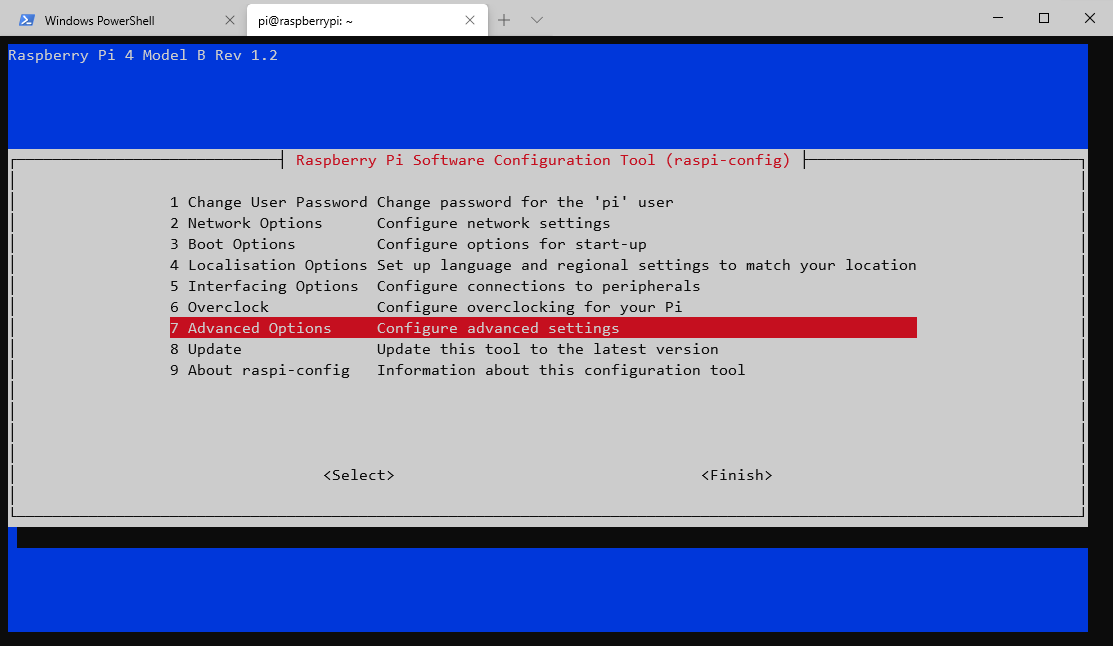 Windows PowerShell
pi@raspberrypi: ~
Raspberry Pi 4 Model B Rev 1.2
Raspberry Pi Software Configuration Tool (raspi-config)
1 Change User Password Change password for the 'pi' user
2 Network Options Configure network settings
3 Boot Options Configure options for start-up
4 Localisation Options Set up language and regional settings to match your location
5 Interfacing Options Configure connections to peripherals
6 Overclock Configure overclocking for your Pi
7 Advanced Options Configure advanced settings
8 Update Update this tool to the latest version
9 About raspi-config Information about this configuration tool
<Select> <Finish>